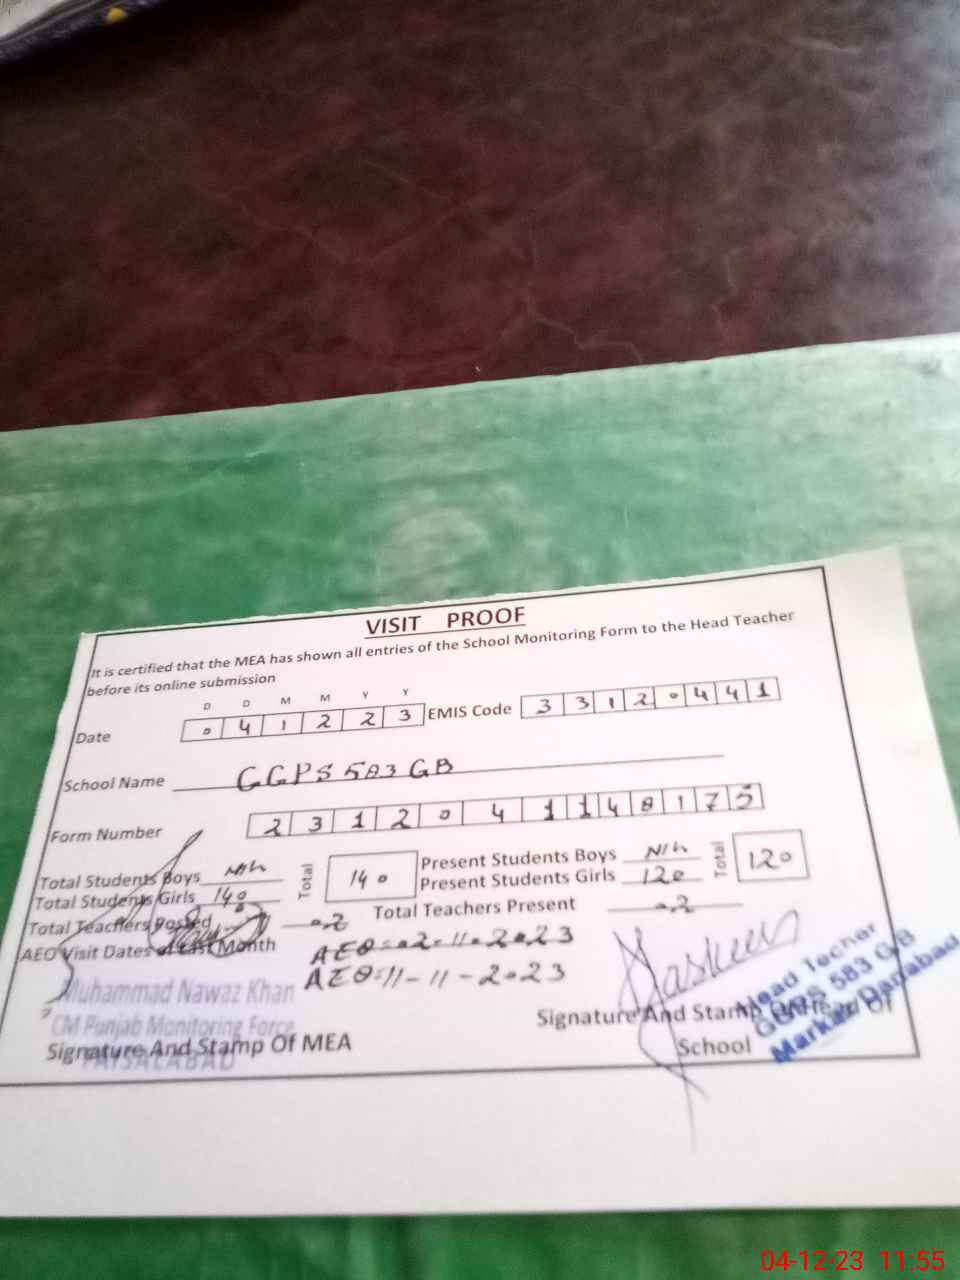 VISIT PROOF
It is certified that the MEA has shown all entries of the School Monitoring Form to the Head Teacher
before its online submission
D D M M Y Y
Date 0 4 1 2 2 3 EMIS Code 3 3 1 2 0 4 4 1
School Name GGPS 583 GB
Form Number 2 3 1 2 0 4 1 1 4 8 1 7 5
Total Students Boys Nil Total 140 Present Students Boys Nil Total 120
Total Students Girls 140 Present Students Girls 120
Total Teachers Posted 02 Total Teachers Present 02
AEO Visit Dates of Last Month AEO=02-11-2023
AEO=11-11-2023
Muhammad Nawaz Khan
CM Punjab Monitoring Force
FAISALABAD
Signature And Stamp Of MEA
Signature And Stamp Of Head Of
School
Head Techer
GGPS 583 GB
Markaz
04-12-23 11:55